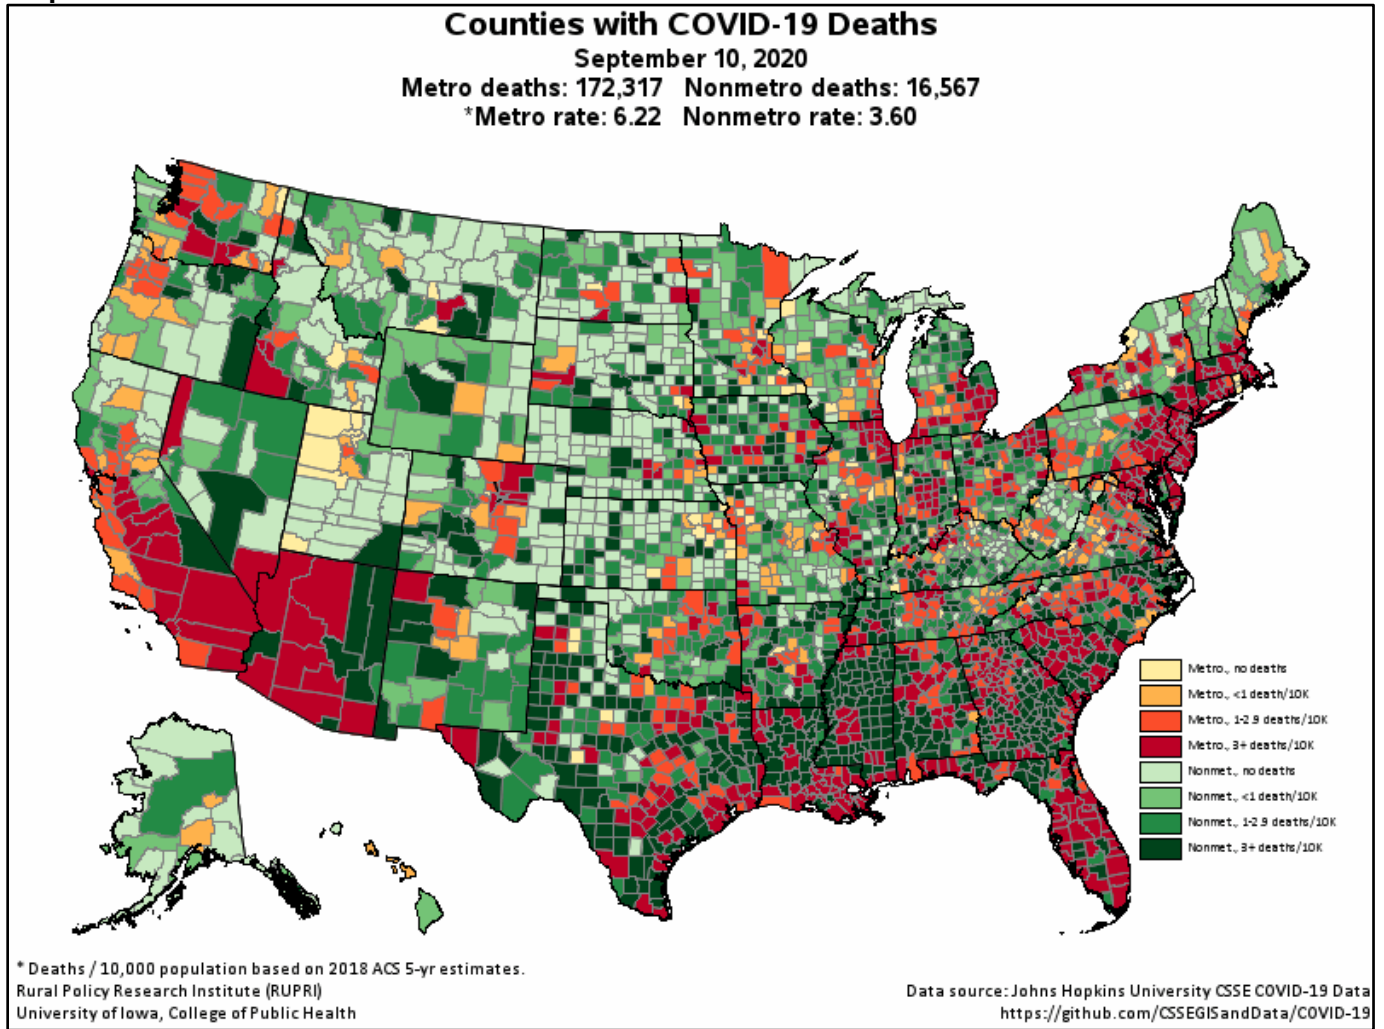 Counties with COVID-19 Deaths
September 10, 2020
Metro deaths: 172,317 Nonmetro deaths: 16,567
*Metro rate: 6.22 Nonmetro rate: 3.60
Metro., no deaths
Metro., <1 death/10K
Metro., 1-2.9 deaths/10K
Metro., 3+ deaths/10K
Nonmet., no deaths
Nonmet., <1 death/10K
Nonmet., 1-2.9 deaths/10K
Nonmet., 3+ deaths/10K
* Deaths / 10,000 population based on 2018 ACS 5-yr estimates.
Rural Policy Research Institute (RUPRI)
University of Iowa, College of Public Health
Data source: Johns Hopkins University CSSE COVID-19 Data
https://github.com/CSSEGISandData/COVID-19